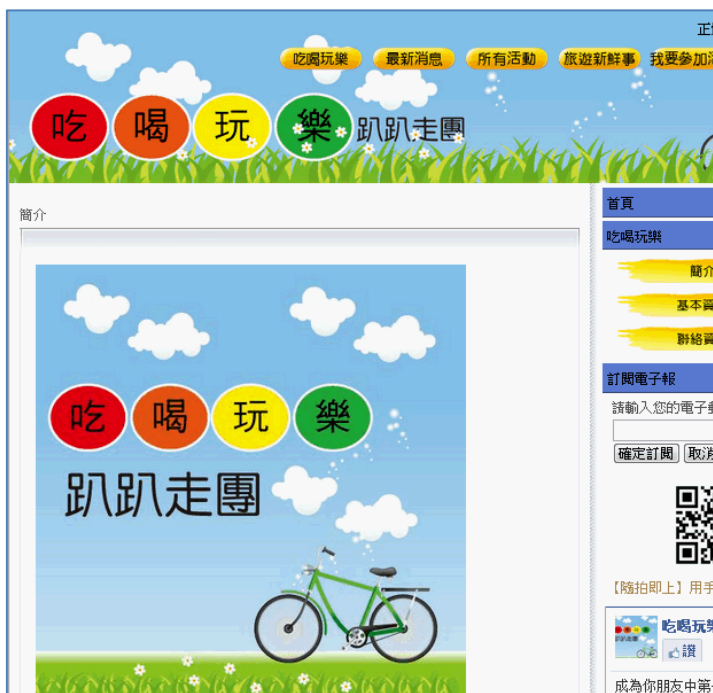 吃喝玩樂 最新消息 所有活動 旅遊新鮮事 我要參加
吃 喝 玩 樂 趴趴走團
簡介
吃 喝 玩 樂
趴趴走團
首頁
吃喝玩樂
簡介
基本
聯絡
訂閱電子報
請輸入您的電子
確定訂閱 取消
【隨拍即上】用手
吃喝玩樂
讚
成為你朋友中第